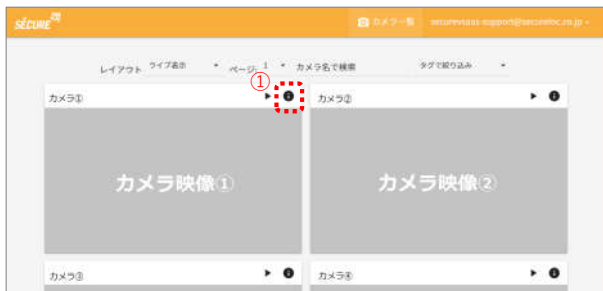 SECURE カメラ一覧 securevsaas-support@secureinc.co.jp
レイアウト ライブ表示 ページ: 1 カメラ名で検索 タグで絞り込み
①
カメラ① カメラ②
カメラ映像① カメラ映像②
カメラ③ カメラ④